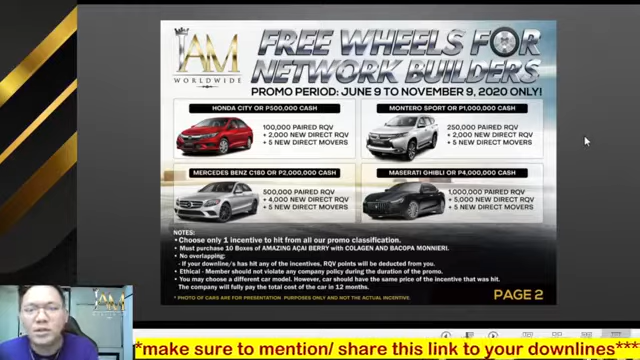 IAM
WORLDWIDE
FREE WHEELS FOR
NETWORK BUILDERS
PROMO PERIOD: JUNE 9 TO NOVEMBER 9, 2020 ONLY!
HONDA CITY OR P500,000 CASH
100,000 PAIRED RQV
+ 2,000 NEW DIRECT RQV
+ 5 NEW DIRECT MOVERS
MONTERO SPORT OR P1,000,000 CASH
250,000 PAIRED RQV
+ 2,000 NEW DIRECT RQV
+ 5 NEW DIRECT MOVERS
MERCEDES BENZ C180 OR P2,000,000 CASH
500,000 PAIRED RQV
+ 4,000 NEW DIRECT RQV
+ 5 NEW DIRECT MOVERS
MASERATI GHIBLI OR P4,000,000 CASH
1,000,000 PAIRED RQV
+ 5,000 NEW DIRECT RQV
+ 5 NEW DIRECT MOVERS
NOTES:
• Choose only 1 incentive to hit from all our promo classification.
• Must purchase 10 Boxes of AMAZING AÇAI BERRY with COLAGEN AND BACOPA MONNIERI.
• No overlapping:
- If your downline/s has hit any of the incentives, RQV points will be deducted from you.
• Ethical - Member should not violate any company policy during the duration of the promo.
• You may choose a different car model. However, car should have the same price of the incentive that was hit.
The company will fully pay the total cost of the car in 12 months.
* PHOTO OF CARS ARE FOR PRESENTATION PURPOSES ONLY AND NOT THE ACTUAL INCENTIVE.
PAGE 2
*make sure to mention/ share this link to your downlines***